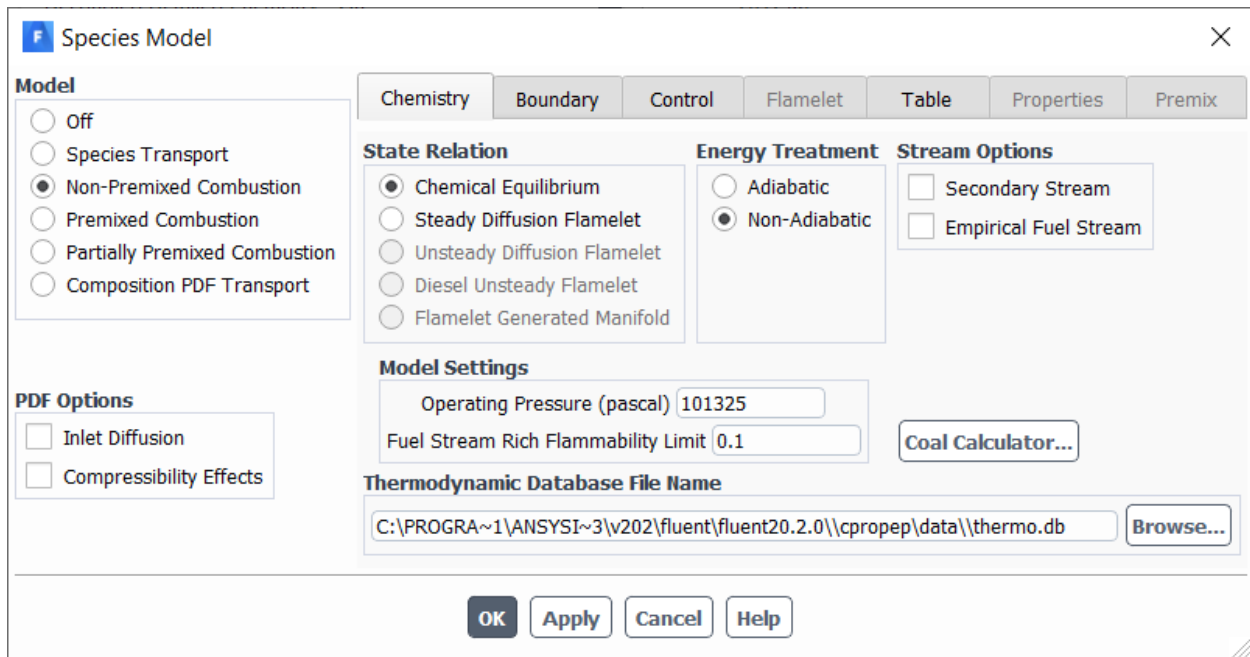 Species Model
Model
Off
Species Transport
Non-Premixed Combustion
Premixed Combustion
Partially Premixed Combustion
Composition PDF Transport
PDF Options
Inlet Diffusion
Compressibility Effects
Chemistry Boundary Control Flamelet Table Properties Premix
State Relation
Chemical Equilibrium
Steady Diffusion Flamelet
Unsteady Diffusion Flamelet
Diesel Unsteady Flamelet
Flamelet Generated Manifold
Energy Treatment
Adiabatic
Non-Adiabatic
Stream Options
Secondary Stream
Empirical Fuel Stream
Model Settings
Operating Pressure (pascal) 101325
Fuel Stream Rich Flammability Limit 0.1
Coal Calculator...
Thermodynamic Database File Name
C:\PROGRA~1\ANSYSI~3\v202\fluent\fluent20.2.0\\cpropep\data\\thermo.db Browse...
OK Apply Cancel Help